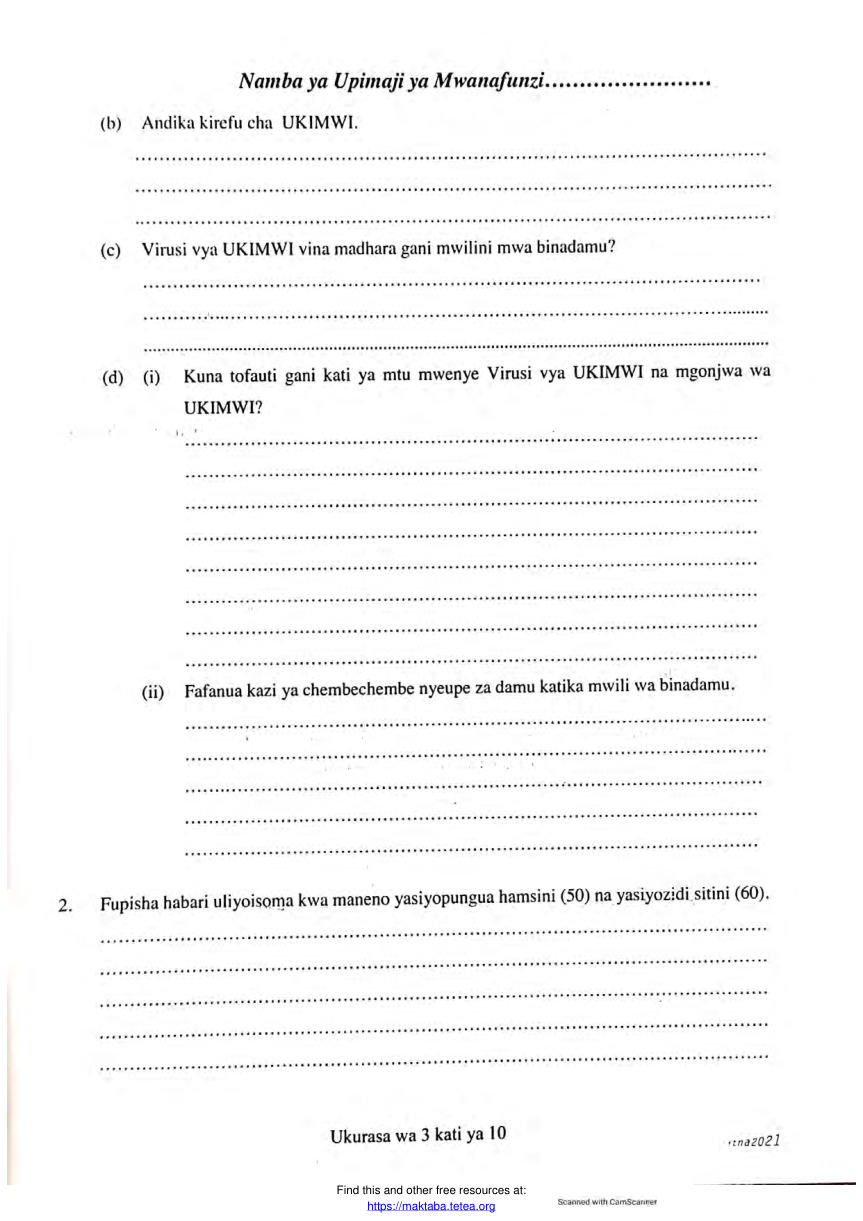 Namba ya Upimaji ya Mwanafunzi........................
(b) Andika kirefu cha UKIMWI.
(c) Virusi vya UKIMWI vina madhara gani mwilini mwa binadamu?
(d) (i) Kuna tofauti gani kati ya mtu mwenye Virusi vya UKIMWI na mgonjwa wa
UKIMWI?
(ii) Fafanua kazi ya chembechembe nyeupe za damu katika mwili wa binadamu.
2. Fupisha habari uliyoisoma kwa maneno yasiyopungua hamsini (50) na yasiyozidi sitini (60).
Ukurasa wa 3 kati ya 10
Find this and other free resources at:
https://maktaba.tetea.org
Scanned with CamScanner